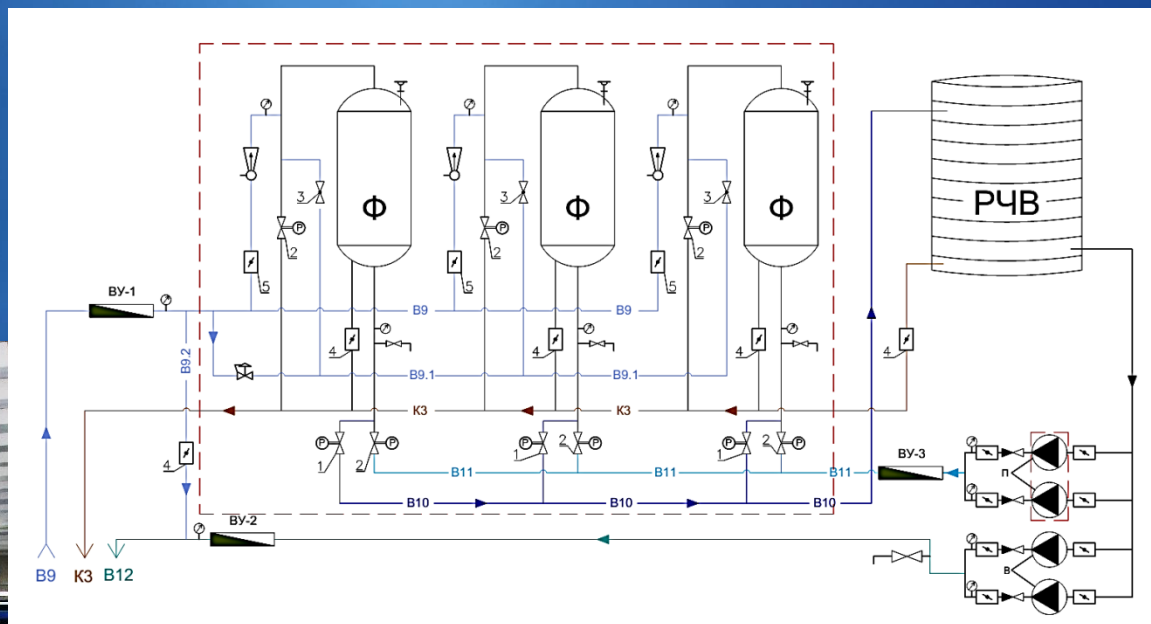 Ф Ф Ф
РЧВ
3 3 3
2 2 2
5 5 5
ВУ-1
В9 В9
В9.2
4 4 4 4
В9.1 В9.1
К3 К3
4
Р Р Р Р Р Р
Р Р Р
1 2 1 2 1 2
В11 В11 В11
ВУ-3
П
В10 В10 В10
ВУ-2
В
В9 К3 В12